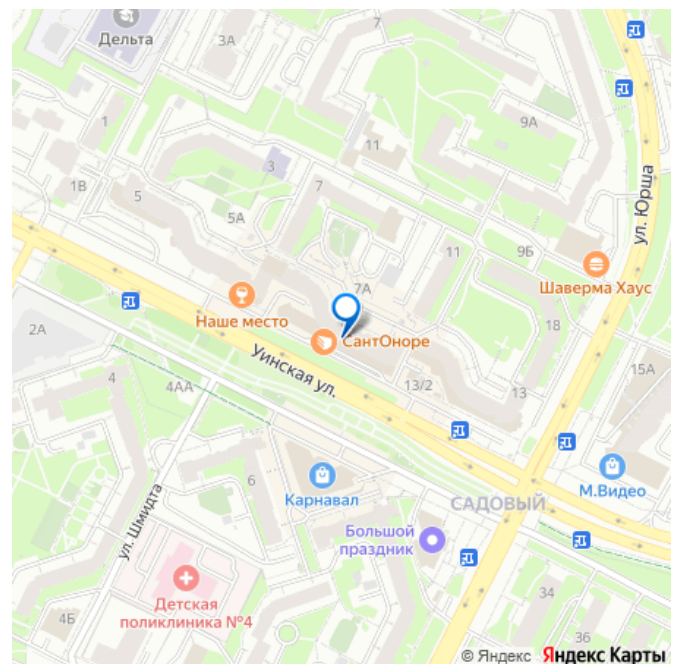 Дельта
3А
9А
1
11
3
1В
5
7
5А
ул. Юрша
11
9Б
Шаверма Хаус
7А
Наше место
СантОноре
18
2А
Уинская ул.
15А
4
4АА
13/2
13
6
Карнавал
М.Видео
САДОВЫЙ
ул. Шмидта
Большой
праздник
Детская
поликлиника №4
4Б
34
36
© Яндекс Яндекс Карты